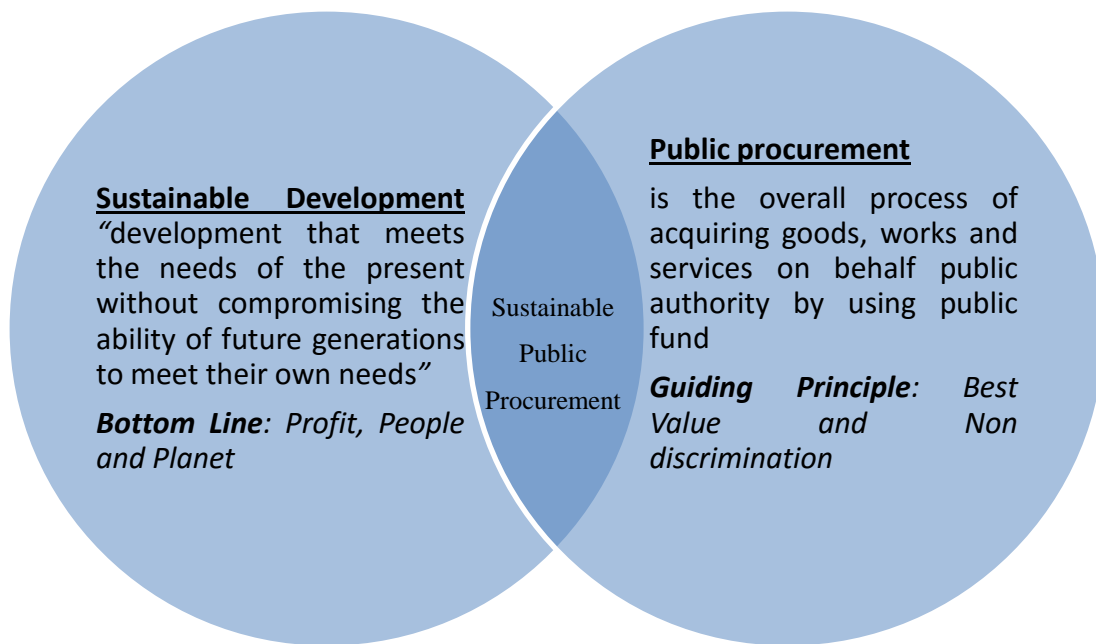 Sustainable Development
“development that meets
the needs of the present
without compromising the
ability of future generations
to meet their own needs”
Bottom Line: Profit, People
and Planet
Sustainable
Public
Procurement
Public procurement
is the overall process of
acquiring goods, works and
services on behalf public
authority by using public
fund
Guiding Principle: Best
Value and Non
discrimination